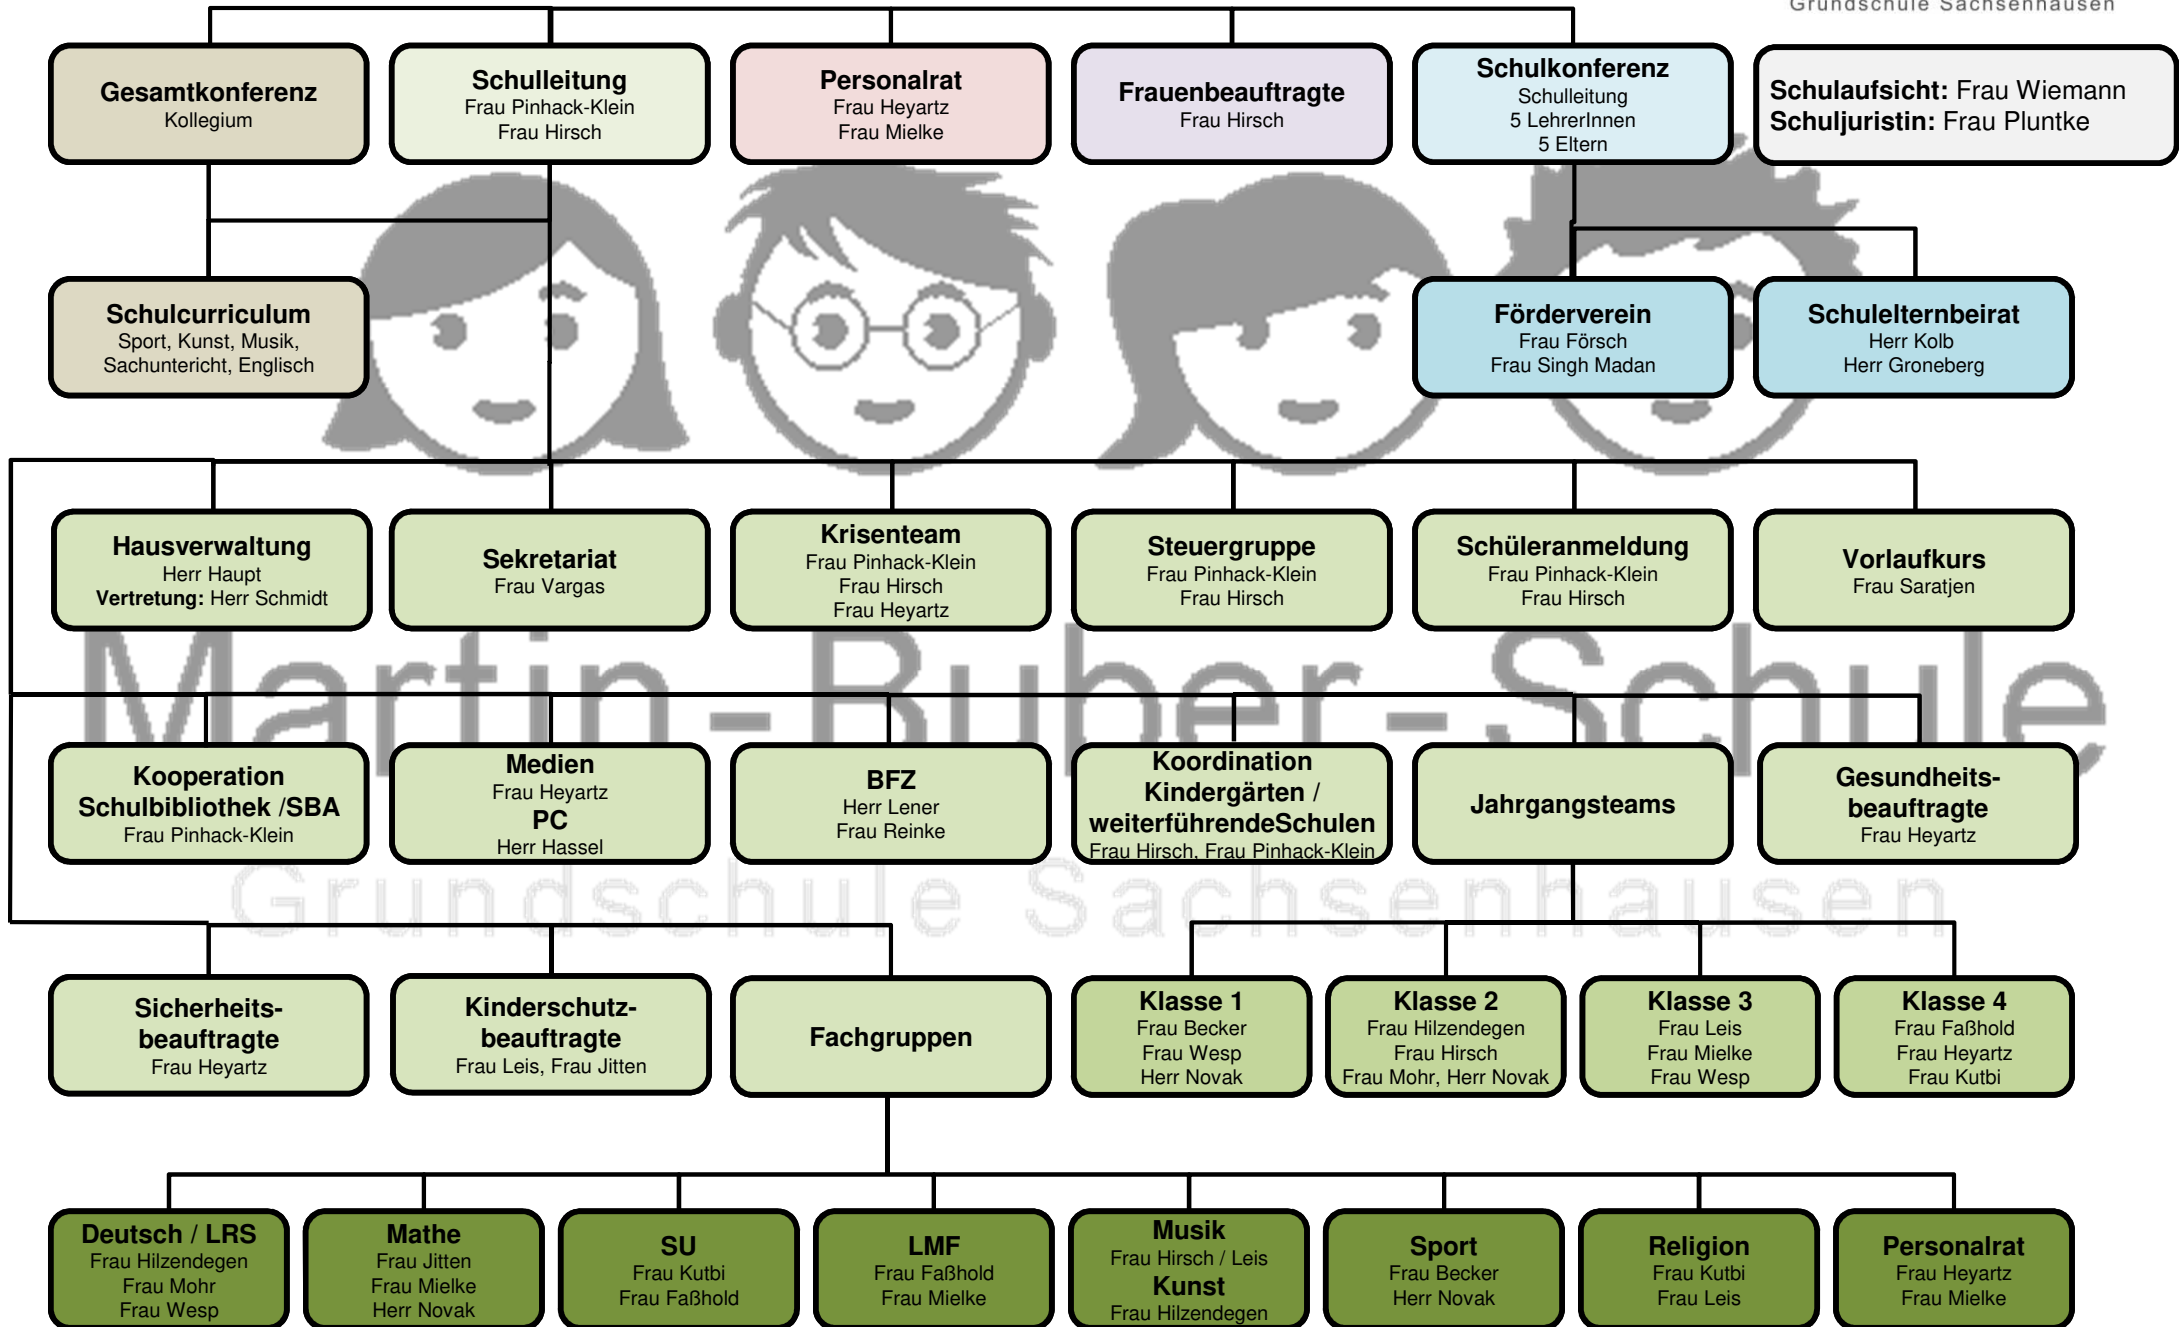 Grundschule Sachsenhausen
Gesamtkonferenz
Kollegium
Schulleitung
Frau Pinhack-Klein
Frau Hirsch
Personalrat
Frau Heyartz
Frau Mielke
Frauenbeauftragte
Frau Hirsch
Schulkonferenz
Schulleitung
5 LehrerInnen
5 Eltern
Schulaufsicht: Frau Wiemann
Schuljuristin: Frau Pluntke
Schulcurriculum
Sport, Kunst, Musik,
Sachuntericht, Englisch
Förderverein
Frau Försch
Frau Singh Madan
Schulelternbeirat
Herr Kolb
Herr Groneberg
Hausverwaltung
Herr Haupt
Vertretung: Herr Schmidt
Sekretariat
Frau Vargas
Krisenteam
Frau Pinhack-Klein
Frau Hirsch
Frau Heyartz
Steuergruppe
Frau Pinhack-Klein
Frau Hirsch
Schüleranmeldung
Frau Pinhack-Klein
Frau Hirsch
Vorlaufkurs
Frau Saratjen
Martin-Buber-Schule
Kooperation
Schulbibliothek /SBA
Frau Pinhack-Klein
Medien
Frau Heyartz
PC
Herr Hassel
BFZ
Herr Lener
Frau Reinke
Koordination
Kindergärten /
weiterführendeSchulen
Frau Hirsch, Frau Pinhack-Klein
Jahrgangsteams
Gesundheits-
beauftragte
Frau Heyartz
Grundschule Sachsenhausen
Sicherheits-
beauftragte
Frau Heyartz
Kinderschutz-
beauftragte
Frau Leis, Frau Jitten
Fachgruppen
Klasse 1
Frau Becker
Frau Wesp
Herr Novak
Klasse 2
Frau Hilzendegen
Frau Hirsch
Frau Mohr, Herr Novak
Klasse 3
Frau Leis
Frau Mielke
Frau Wesp
Klasse 4
Frau Faßhold
Frau Heyartz
Frau Kutbi
Deutsch / LRS
Frau Hilzendegen
Frau Mohr
Frau Wesp
Mathe
Frau Jitten
Frau Mielke
Herr Novak
SU
Frau Kutbi
Frau Faßhold
LMF
Frau Faßhold
Frau Mielke
Musik
Frau Hirsch / Leis
Kunst
Frau Hilzendegen
Sport
Frau Becker
Herr Novak
Religion
Frau Kutbi
Frau Leis
Personalrat
Frau Heyartz
Frau Mielke